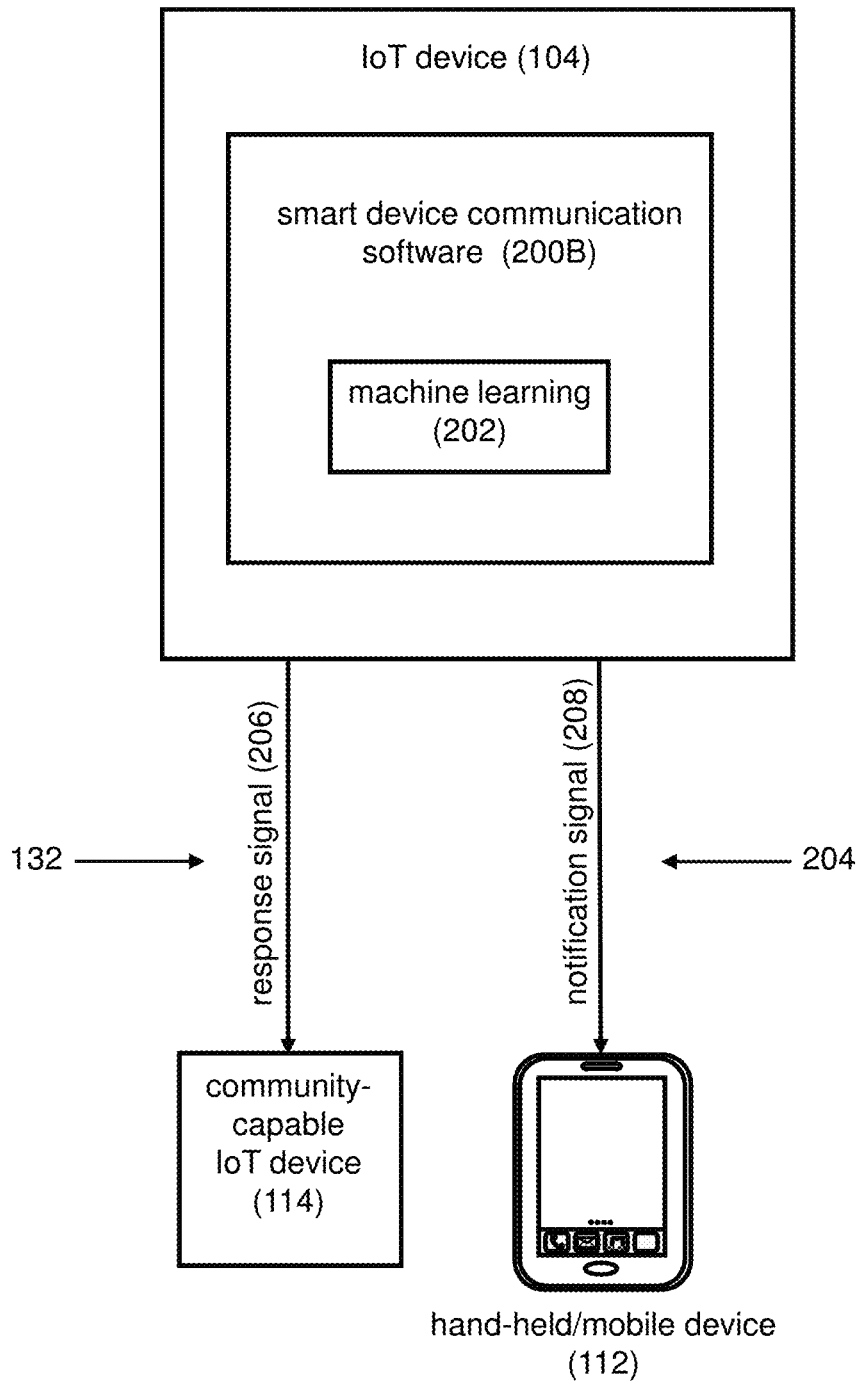 IoT device (104)
smart device communication
software (200B)
machine learning
(202)
response signal (206)
notification signal (208)
132
204
community-
capable
IoT device
(114)
hand-held/mobile device
(112)